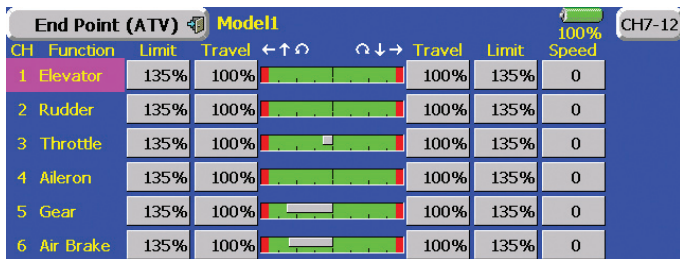 End Point (ATV) Model1 100% CH7-12
CH Function Limit Travel ←↑↶ ↷↓→ Travel Limit Speed
1 Elevator 135% 100% 100% 135% 0
2 Rudder 135% 100% 100% 135% 0
3 Throttle 135% 100% 100% 135% 0
4 Aileron 135% 100% 100% 135% 0
5 Gear 135% 100% 100% 135% 0
6 Air Brake 135% 100% 100% 135% 0